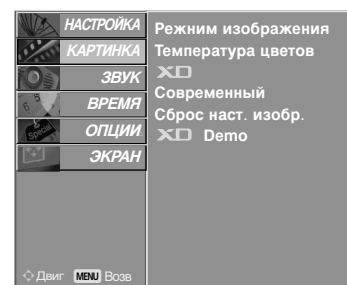 НАСТРОЙКА
КАРТИНКА
ЗВУК
ВРЕМЯ
ОПЦИИ
ЭКРАН
Двиг MENU Возв
Режним изображения
Температура цветов
XD
Современный
Сброс наст. изобр.
XD Demo